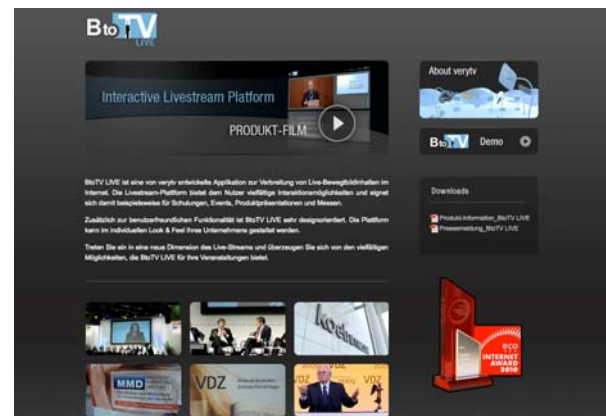 BtoTV
LIVE
Interactive Livestream Platform
PRODUKT-FILM
About verytv
BtoTV Demo
BtoTV LIVE ist eine von verytv entwickelte Applikation zur Verbreitung von Live-Bewegtbildinhalten im
Internet. Die Livestream-Plattform bietet dem Nutzer vielfältige Interaktionsmöglichkeiten und eignet
sich damit beispielsweise für Schulungen, Events, Produktpräsentationen und Messen.
Zusätzlich zur benutzerfreundlichen Funktionalität ist BtoTV LIVE sehr designorientiert. Die Plattform
kann im individuellen Look & Feel Ihres Unternehmens gestaltet werden.
Treten Sie ein in eine neue Dimension des Live-Streams und überzeugen Sie sich von den vielfältigen
Möglichkeiten, die BtoTV LIVE für Ihre Veranstaltungen bietet.
Downloads
Produkt-Information_BtoTV LIVE
Pressemeldung_BtoTV LIVE
MMD
VDZ
VDZ
eco
INTERNET
AWARD
2010